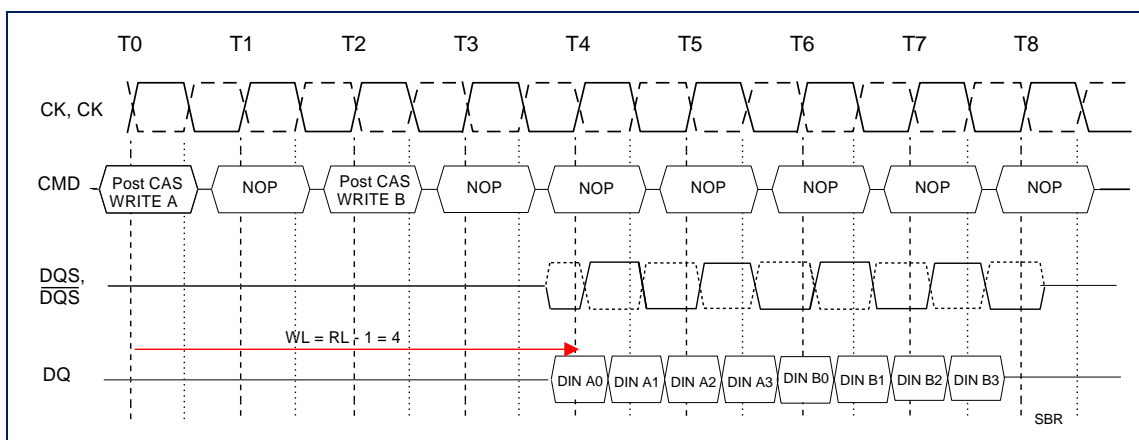 T0 T1 T2 T3 T4 T5 T6 T7 T8
CK, CK
CMD Post CAS WRITE A NOP Post CAS WRITE B NOP NOP NOP NOP NOP NOP
DQS,
DQS
WL = RL - 1 = 4
DQ DIN A0 DIN A1 DIN A2 DIN A3 DIN B0 DIN B1 DIN B2 DIN B3
SBR